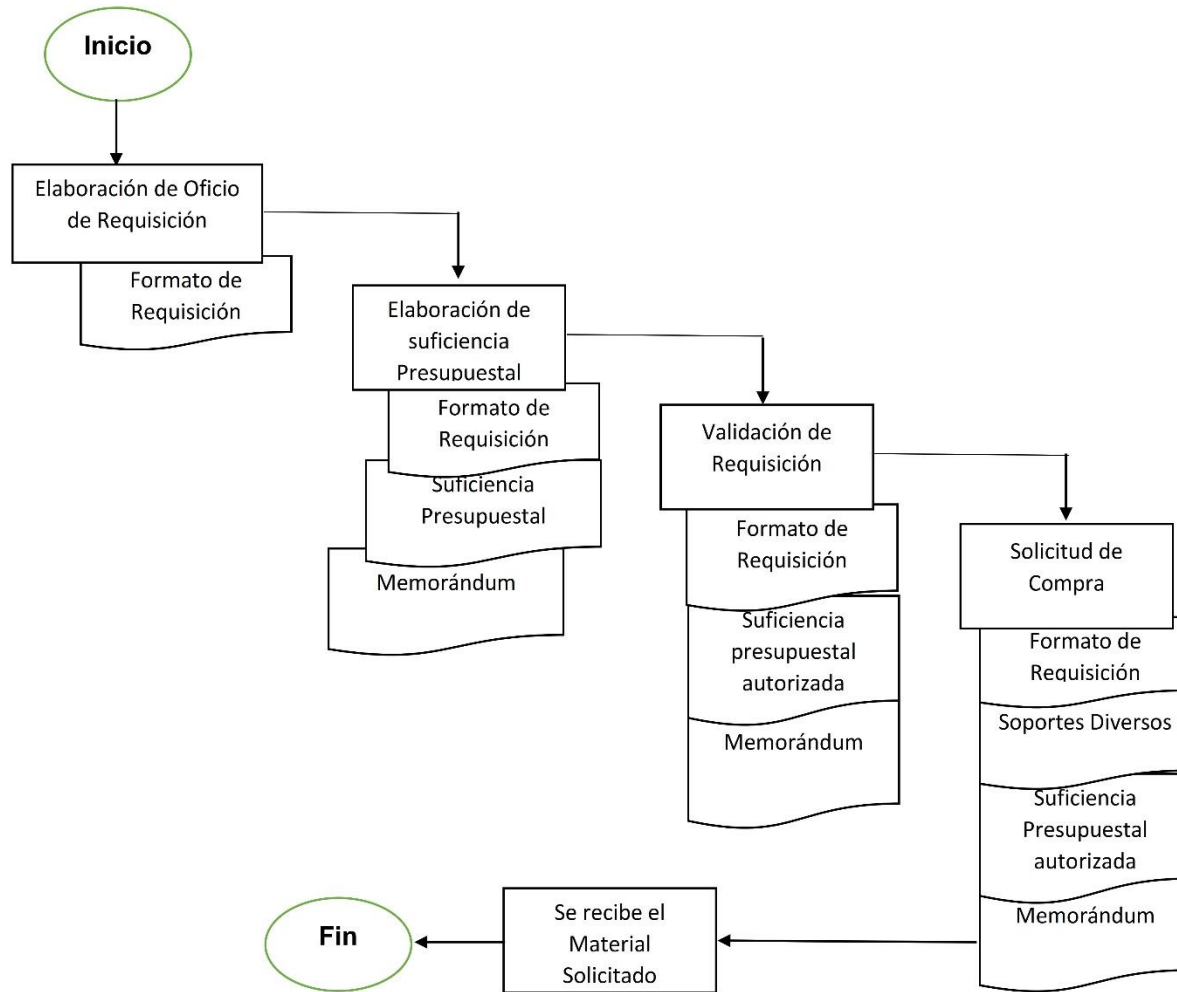 Inicio
Elaboración de Oficio
de Requisición
Formato de
Requisición
Elaboración de
suficiencia
Presupuestal
Formato de
Requisición
Suficiencia
Presupuestal
Memorándum
Validación de
Requisición
Formato de
Requisición
Suficiencia
presupuestal
autorizada
Memorándum
Solicitud de
Compra
Formato de
Requisición
Soportes Diversos
Suficiencia
Presupuestal
autorizada
Memorándum
Se recibe el
Material
Solicitado
Fin